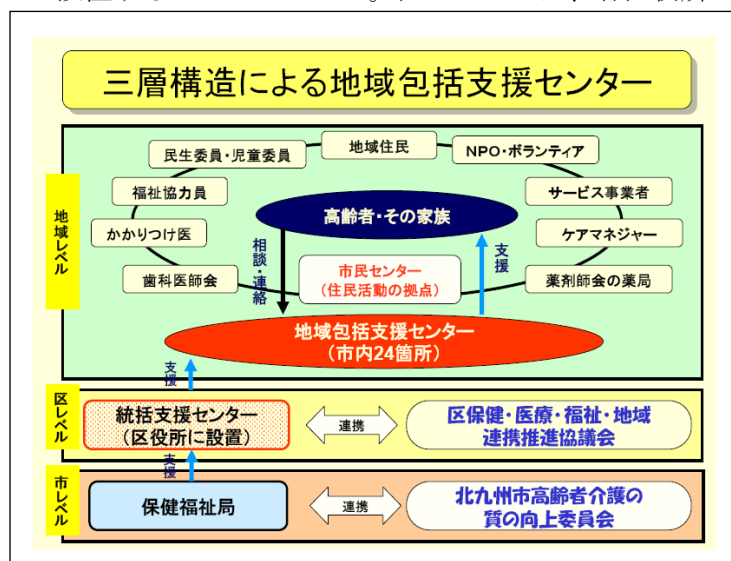 三層構造による地域包括支援センター
地域レベル
地域住民
民生委員・児童委員
NPO・ボランティア
福祉協力員
サービス事業者
高齢者・その家族
かかりつけ医
ケアマネジャー
相談・連絡
支援
歯科医師会
市民センター
(住民活動の拠点)
薬剤師会の薬局
地域包括支援センター
(市内24箇所)
支援
区レベル
統括支援センター
(区役所に設置)
連携
区保健・医療・福祉・地域
連携推進協議会
支援
市レベル
保健福祉局
連携
北九州市高齢者介護の
質の向上委員会